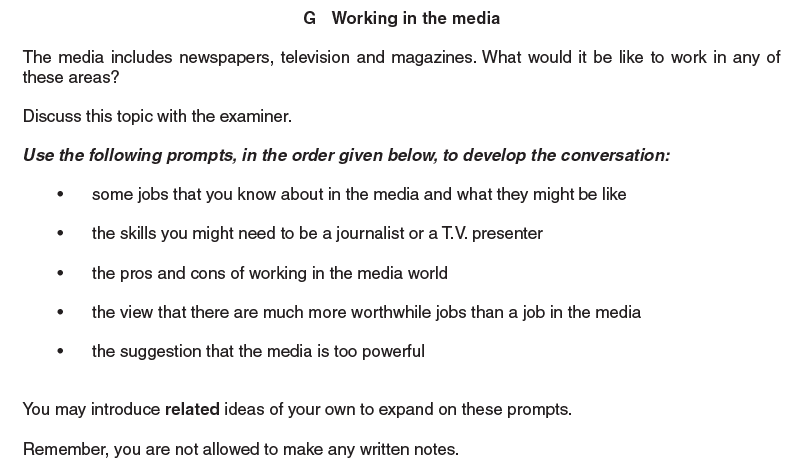 G Working in the media
The media includes newspapers, television and magazines. What would it be like to work in any of
these areas?
Discuss this topic with the examiner.
Use the following prompts, in the order given below, to develop the conversation:
• some jobs that you know about in the media and what they might be like
• the skills you might need to be a journalist or a T.V. presenter
• the pros and cons of working in the media world
• the view that there are much more worthwhile jobs than a job in the media
• the suggestion that the media is too powerful
You may introduce related ideas of your own to expand on these prompts.
Remember, you are not allowed to make any written notes.